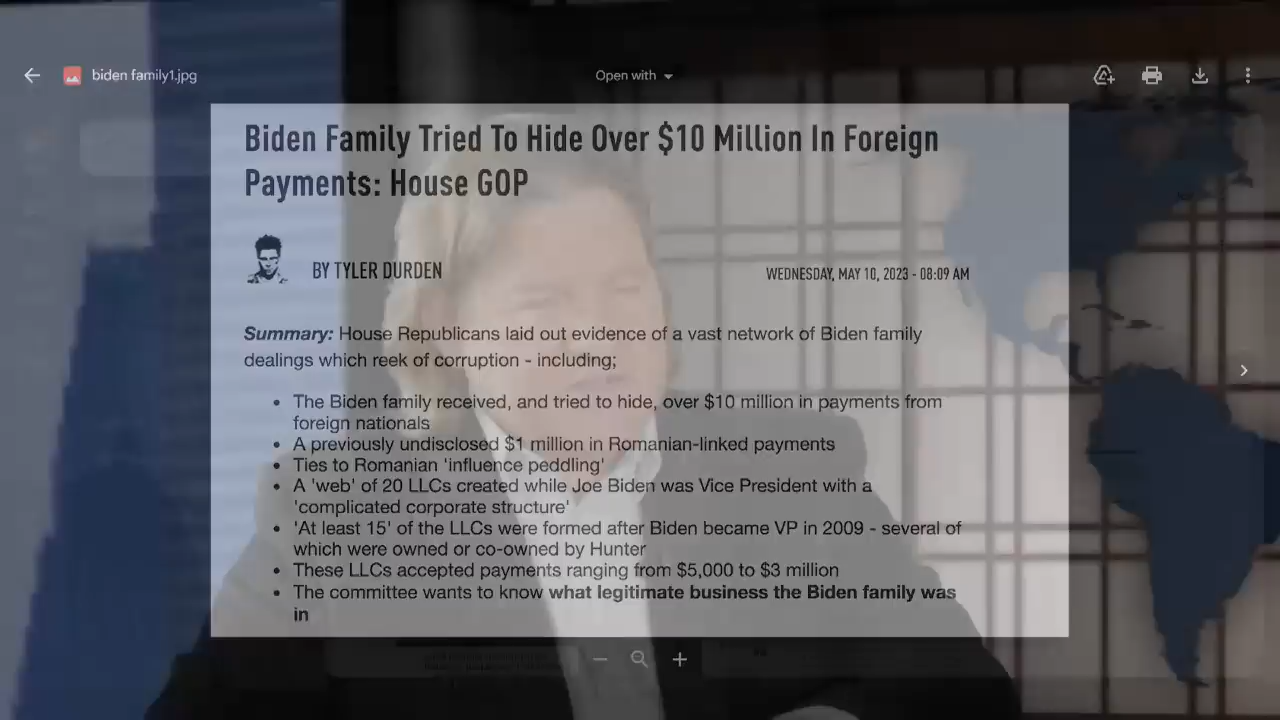 biden family1.jpg
Open with
Biden Family Tried To Hide Over $10 Million In Foreign
Payments: House GOP
BY TYLER DURDEN
WEDNESDAY, MAY 10, 2023 - 08:09 AM
Summary: House Republicans laid out evidence of a vast network of Biden family
dealings which reek of corruption - including;
• The Biden family received, and tried to hide, over $10 million in payments from
foreign nationals
• A previously undisclosed $1 million in Romanian-linked payments
• Ties to Romanian 'influence peddling'
• A 'web' of 20 LLCs created while Joe Biden was Vice President with a
'complicated corporate structure'
• 'At least 15' of the LLCs were formed after Biden became VP in 2009 - several of
which were owned or co-owned by Hunter
• These LLCs accepted payments ranging from $5,000 to $3 million
• The committee wants to know what legitimate business the Biden family was
in